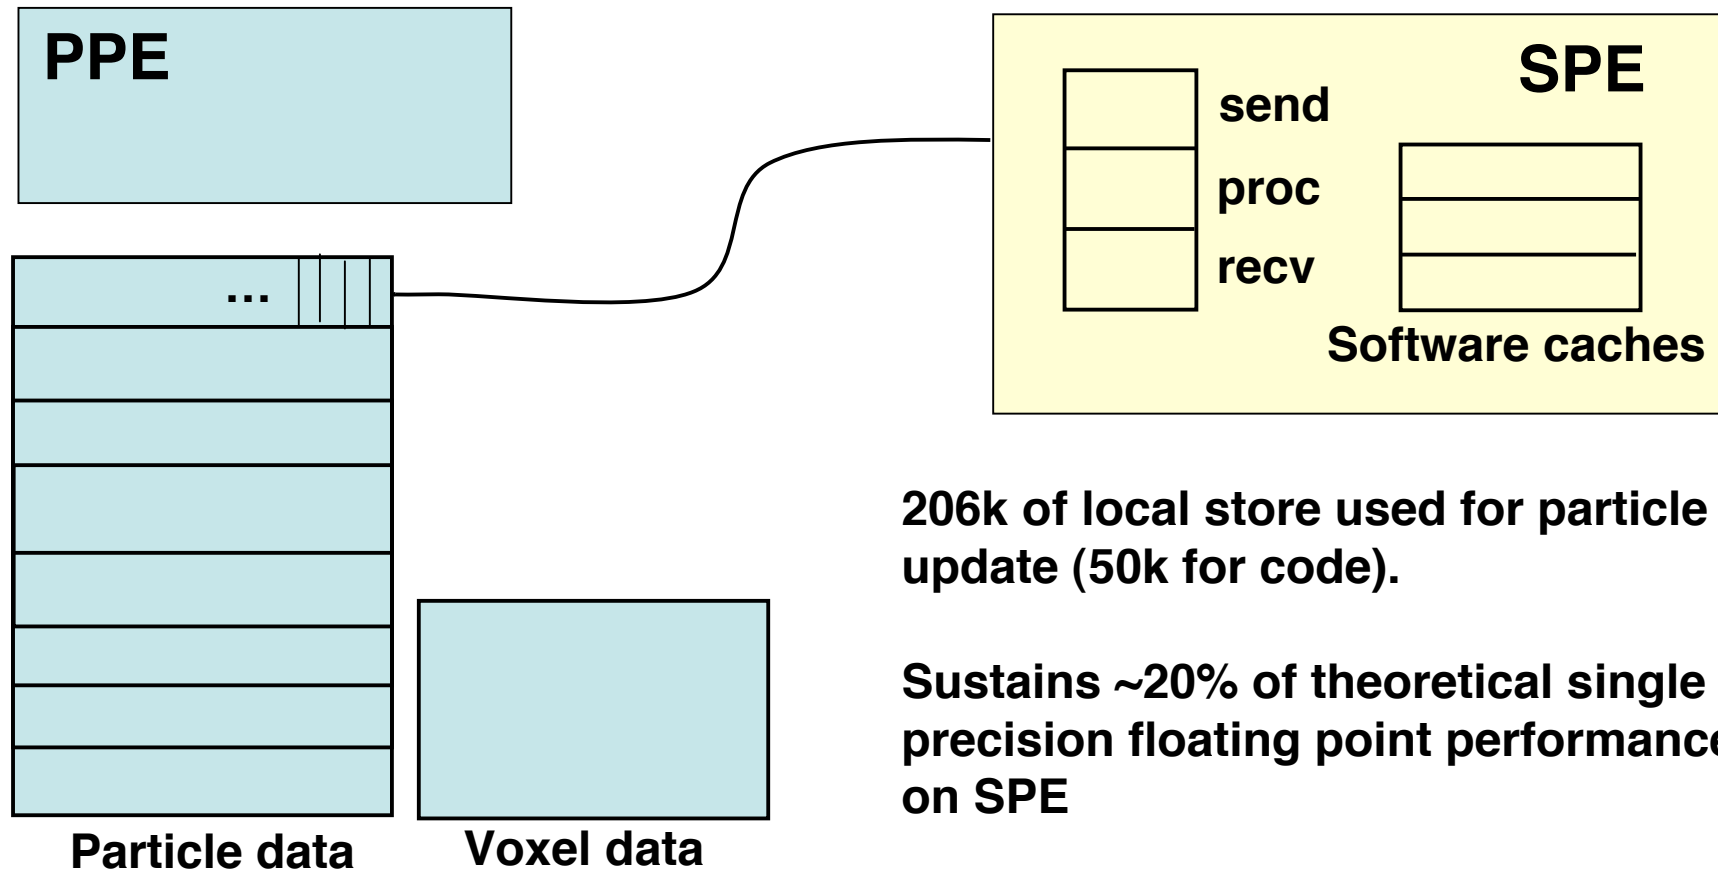 PPE
SPE
send
proc
recv
Software caches
...
206k of local store used for particle
update (50k for code).
Sustains ~20% of theoretical single
precision floating point performance
on SPE
Particle data
Voxel data